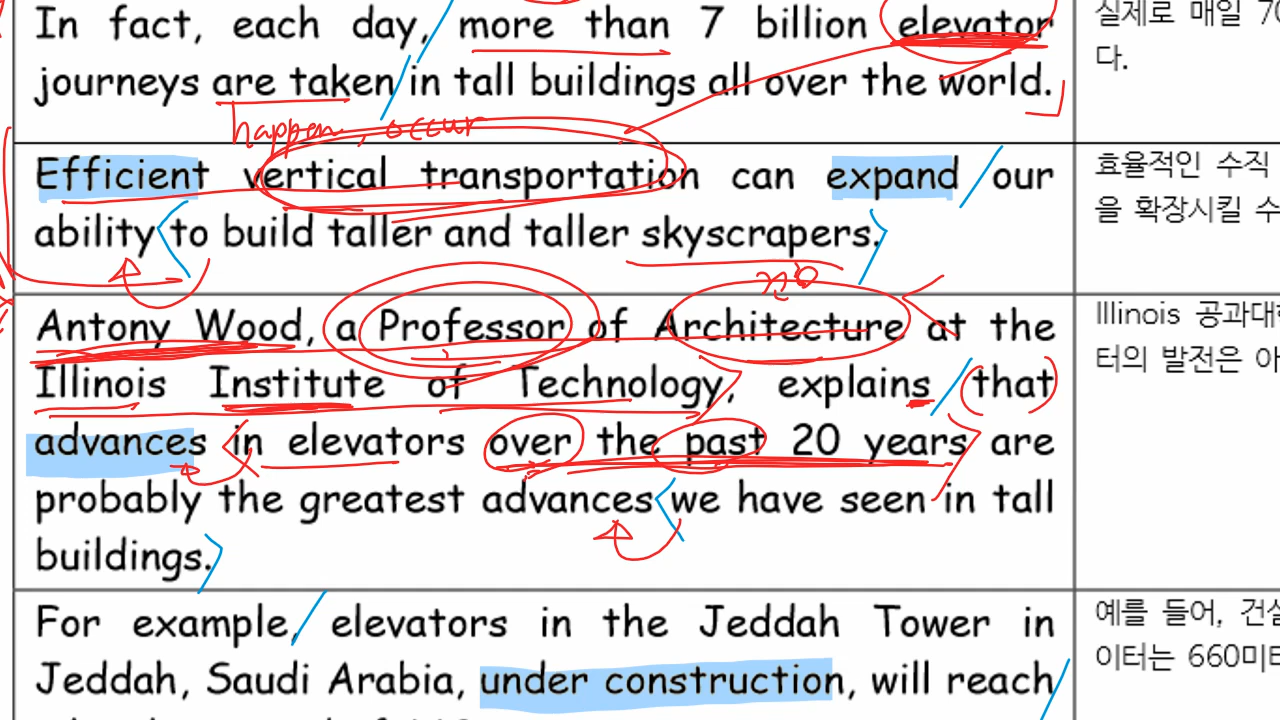 In fact, each day, more than 7 billion elevator
실제로 매일
journeys are taken in tall buildings all over the world.
다.
happen, occur
Efficient vertical transportation can expand our
효율적인 수직
ability to build taller and taller skyscrapers.
을 확장시킬 수
Antony Wood, a Professor of Architecture at the
Illinois 공과대학
Illinois Institute of Technology, explains that
터의 발전은
advances in elevators over the past 20 years are
probably the greatest advances we have seen in tall
buildings.
For example, elevators in the Jeddah Tower in
예를 들어,
Jeddah, Saudi Arabia, under construction, will reach
이터는 660미터